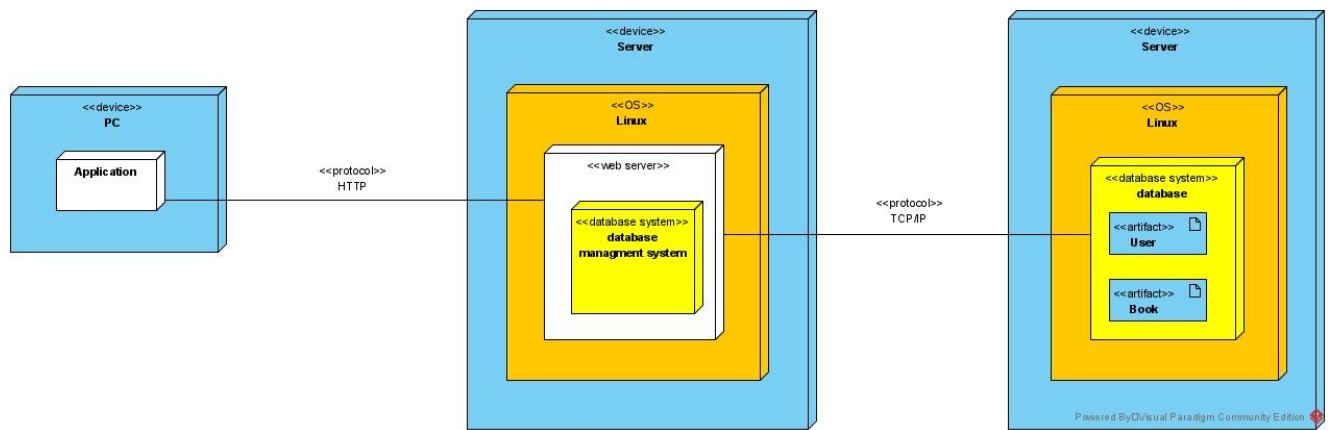 <<device>>
PC
Application
<<protocol>>
HTTP
<<device>>
Server
<<OS>>
Linux
<<web server>>
<<database system>>
database
managment system
<<protocol>>
TCP/IP
<<device>>
Server
<<OS>>
Linux
<<database system>>
database
<<artifact>>
User
<<artifact>>
Book
Powered By□Visual Paradigm Community Edition